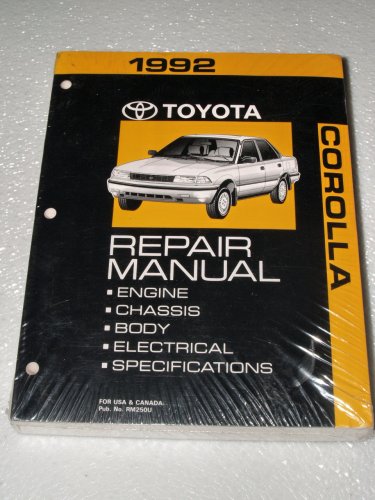 1992
TOYOTA
COROLLA
REPAIR
MANUAL
▪ ENGINE
▪ CHASSIS
▪ BODY
▪ ELECTRICAL
▪ SPECIFICATIONS
FOR USA & CANADA
Pub. No. RM250U